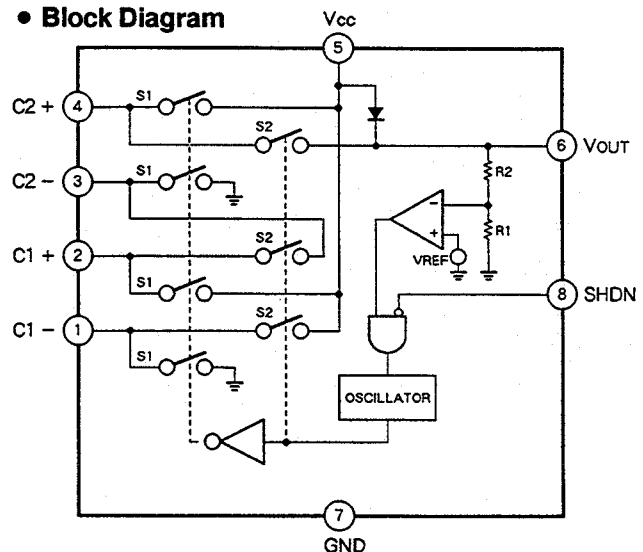 • Block Diagram
VCC
5
C2 +
4
S1
S2
6
VOUT
C2 −
3
S1
R2
−
+
R1
VREF
C1 +
2
S2
S1
8
SHDN
C1 −
1
S2
S1
OSCILLATOR
7
GND